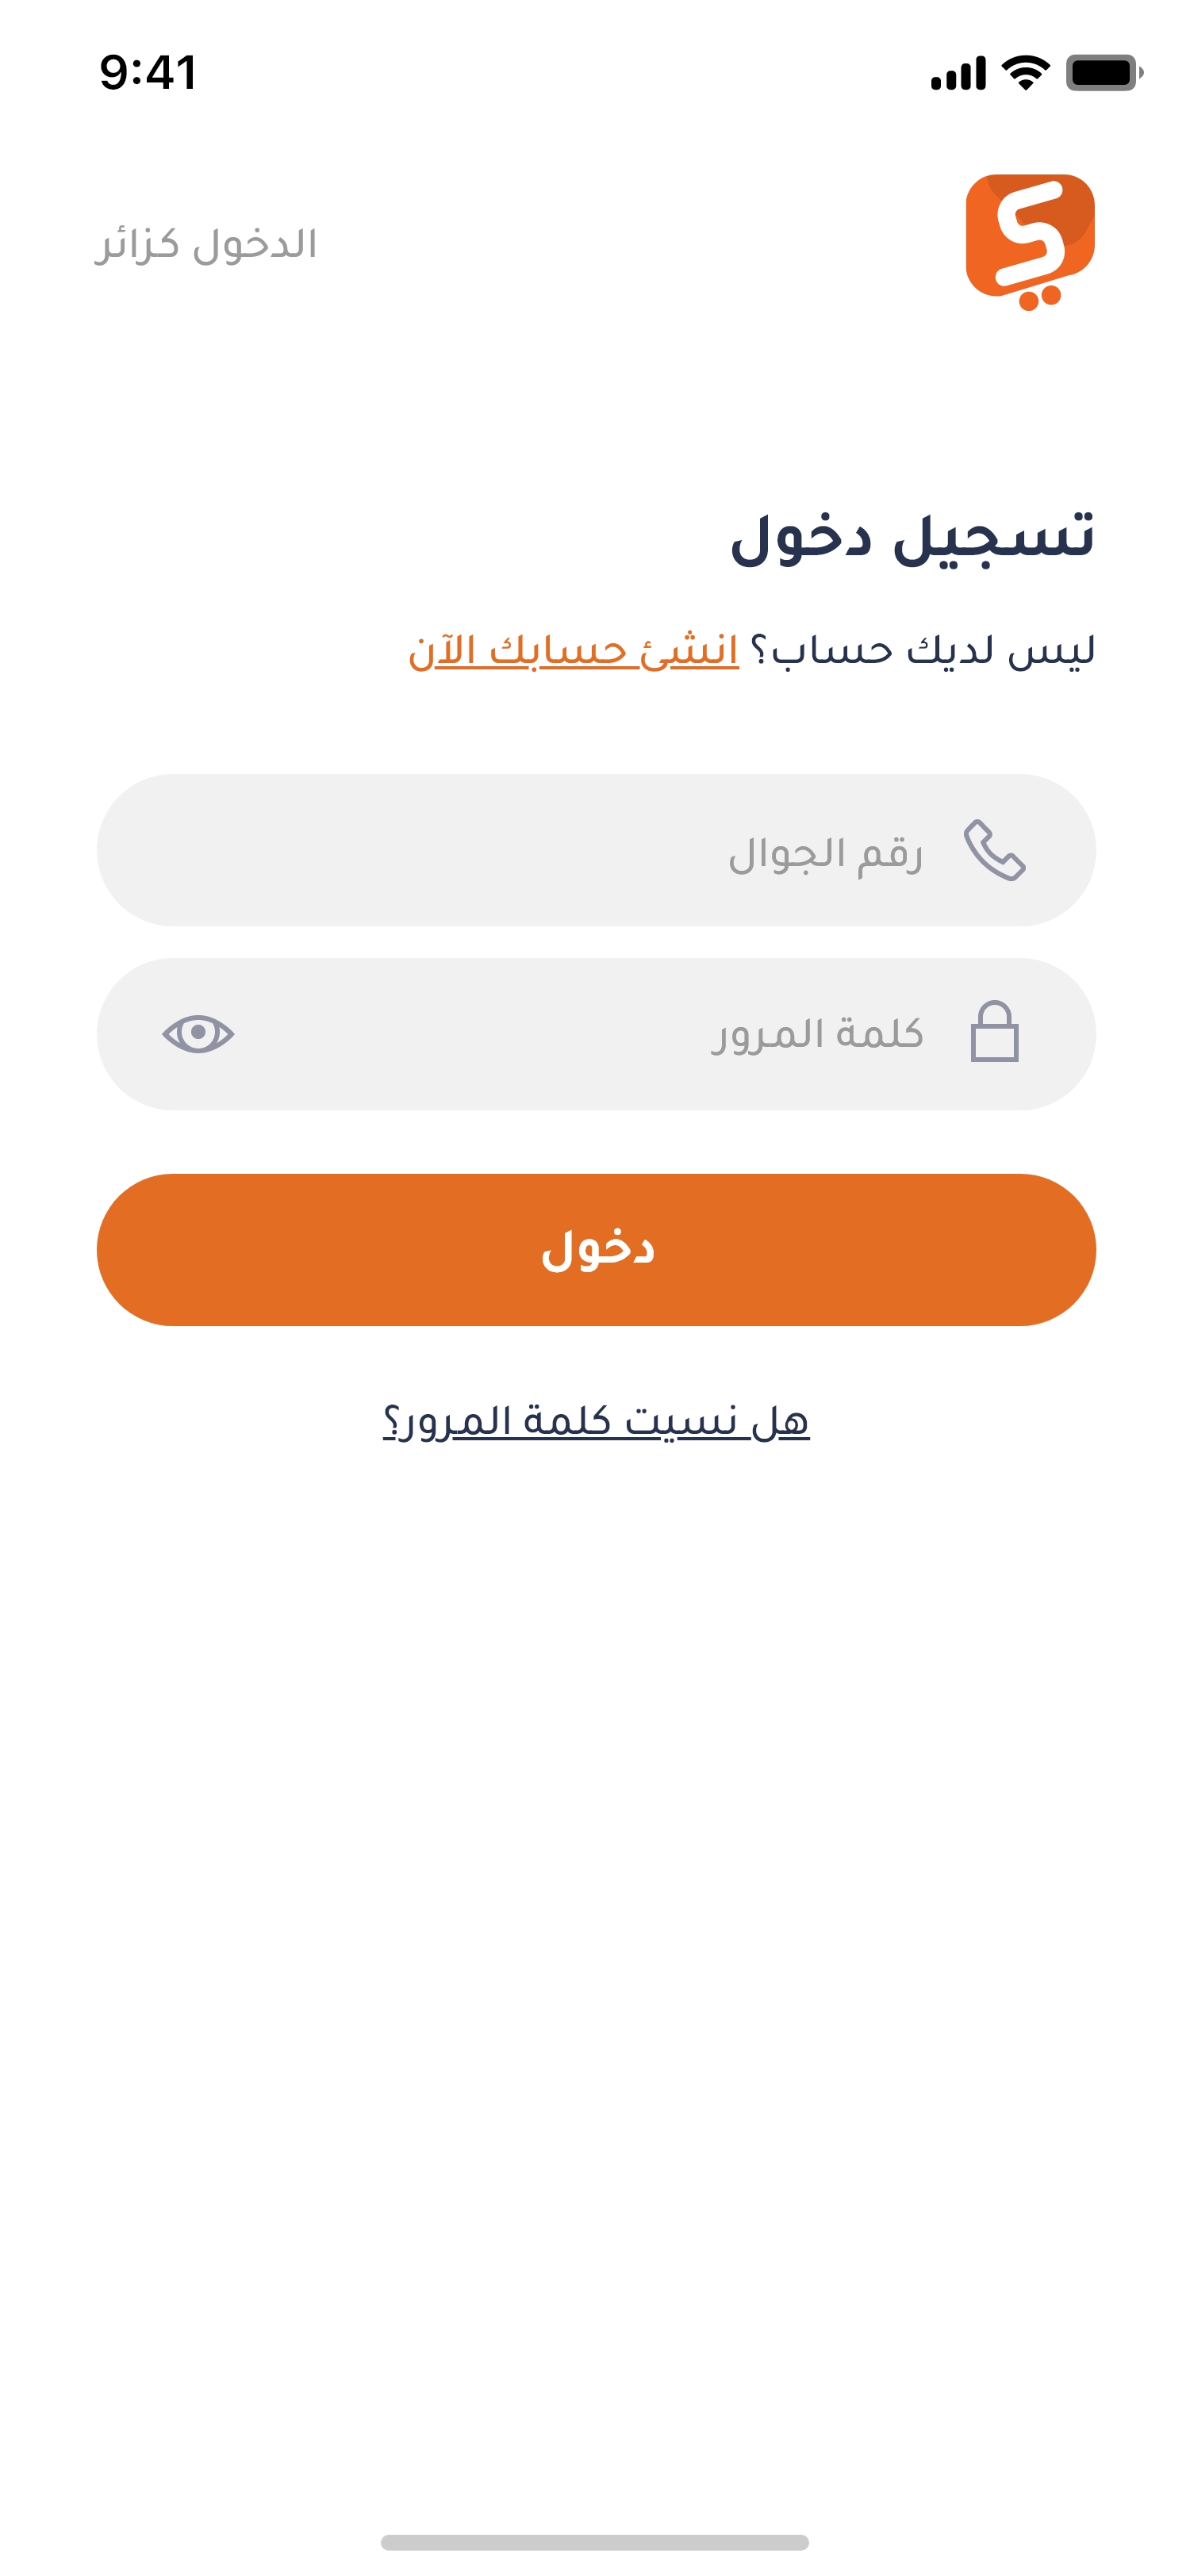 9:41
الدخول كزائر
تسجيل دخول
ليس لديك حساب؟ انشئ حسابك الآن
رقم الجوال
كلمة المرور
دخول
هل نسيت كلمة المرور؟